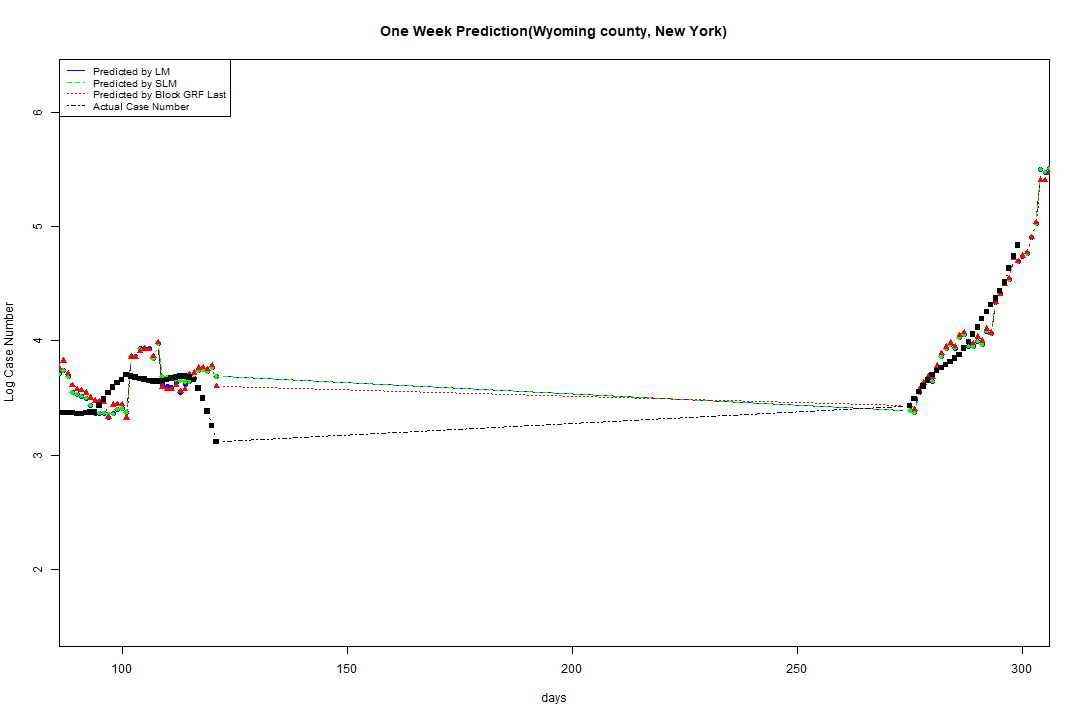 One Week Prediction(Wyoming county, New York)
Predicted by LM
Predicted by SLM
Predicted by Block GRF Last
Actual Case Number
6
5
4
3
2
Log Case Number
100 150 200 250 300
days